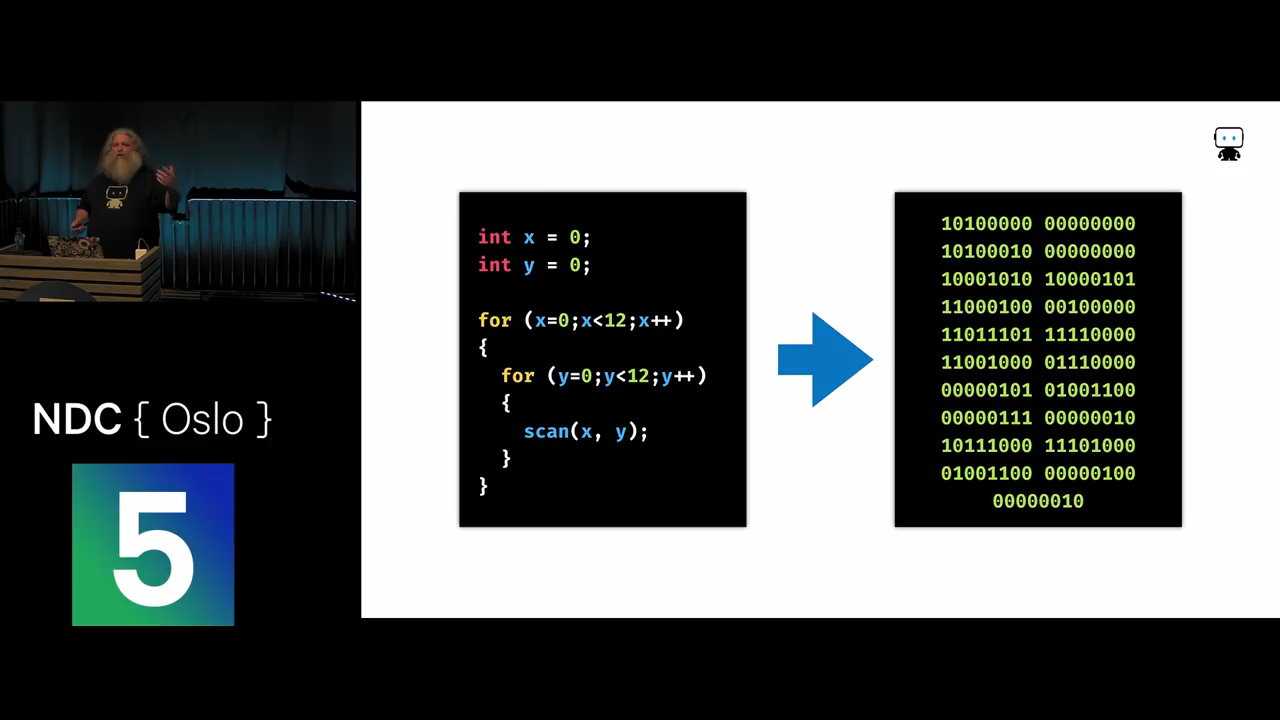 NDC { Oslo }
5
int x = 0;
int y = 0;
for (x=0;x<12;x++)
{
for (y=0;y<12;y++)
{
scan(x, y);
}
}
10100000 00000000
10100010 00000000
10001010 10000101
11000100 00100000
11011101 11110000
11001000 01110000
00000101 01001100
00000111 00000010
10111000 11101000
01001100 00000100
00000010